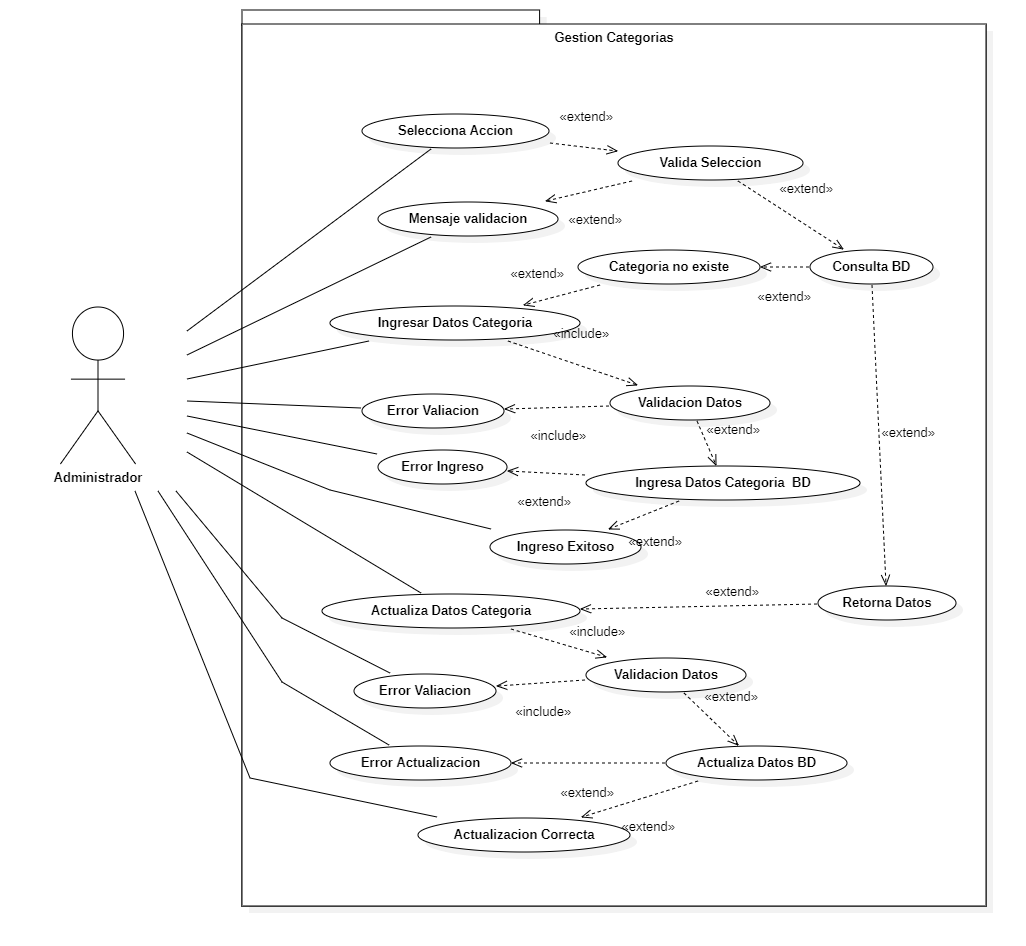 Gestion Categorias
Selecciona Accion
«extend»
Valida Seleccion
«extend»
Mensaje validacion
«extend»
Categoria no existe
Consulta BD
«extend»
«extend»
Ingresar Datos Categoria
«include»
Error Valiacion
Validacion Datos
«extend»
«include»
«extend»
Error Ingreso
Ingresa Datos Categoria BD
«extend»
Ingreso Exitoso
«extend»
Administrador
Actualiza Datos Categoria
«extend»
Retorna Datos
«include»
Validacion Datos
Error Valiacion
«extend»
«include»
Error Actualizacion
Actualiza Datos BD
«extend»
Actualizacion Correcta
«extend»